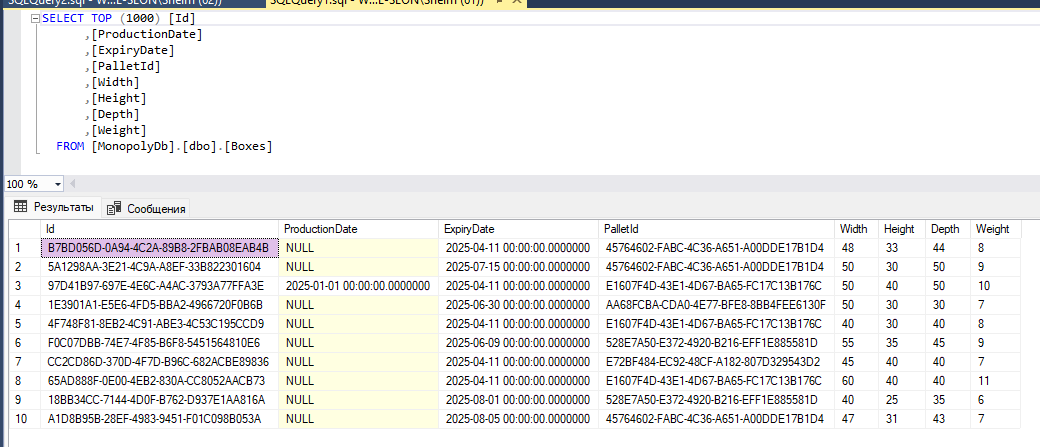 SQLQuery2.sql - W...E-SLON\Sheim (62))
SQLQuery1.sql - W...E-SLON\Sheim (61))
SELECT TOP (1000) [Id]
,[ProductionDate]
,[ExpiryDate]
,[PalletId]
,[Width]
,[Height]
,[Depth]
,[Weight]
FROM [MonopolyDb].[dbo].[Boxes]
100 %
Результаты
Сообщения
Id ProductionDate ExpiryDate PalletId Width Height Depth Weight
1 B7BD056D-0A94-4C2A-89B8-2FBAB08EAB4B NULL 2025-04-11 00:00:00.0000000 45764602-FABC-4C36-A651-A00DDE17B1D4 48 33 44 8
2 5A1298AA-3E21-4C9A-A8EF-33B822301604 NULL 2025-07-15 00:00:00.0000000 45764602-FABC-4C36-A651-A00DDE17B1D4 50 30 50 9
3 97D41B97-697E-4E6C-A4AC-3793A77FFA3E 2025-01-01 00:00:00.0000000 2025-04-11 00:00:00.0000000 E1607F4D-43E1-4D67-BA65-FC17C13B176C 50 40 50 10
4 1E3901A1-E5E6-4FD5-BBA2-4966720F0B6B NULL 2025-06-30 00:00:00.0000000 AA68FCBA-CDA0-4E77-BFE8-8BB4FEE6130F 50 30 30 7
5 4F748F81-8EB2-4C91-ABE3-4C53C195CCD9 NULL 2025-04-11 00:00:00.0000000 E1607F4D-43E1-4D67-BA65-FC17C13B176C 40 30 40 8
6 F0C07DBB-74E7-4F85-B6F8-5451564810E6 NULL 2025-06-09 00:00:00.0000000 528E7A50-E372-4920-B216-EFF1E885581D 55 35 45 9
7 CC2CD86D-370D-4F7D-B96C-682ACBE89836 NULL 2025-04-11 00:00:00.0000000 E72BF484-EC92-48CF-A182-807D329543D2 45 40 40 7
8 65AD888F-0E00-4EB2-830A-CC8052AACB73 NULL 2025-04-11 00:00:00.0000000 E1607F4D-43E1-4D67-BA65-FC17C13B176C 60 40 40 11
9 18BB34CC-7144-4D0F-B762-D937E1AA816A NULL 2025-08-01 00:00:00.0000000 528E7A50-E372-4920-B216-EFF1E885581D 40 25 35 6
10 A1D8B95B-28EF-4983-9451-F01C098B053A NULL 2025-08-05 00:00:00.0000000 45764602-FABC-4C36-A651-A00DDE17B1D4 47 31 43 7